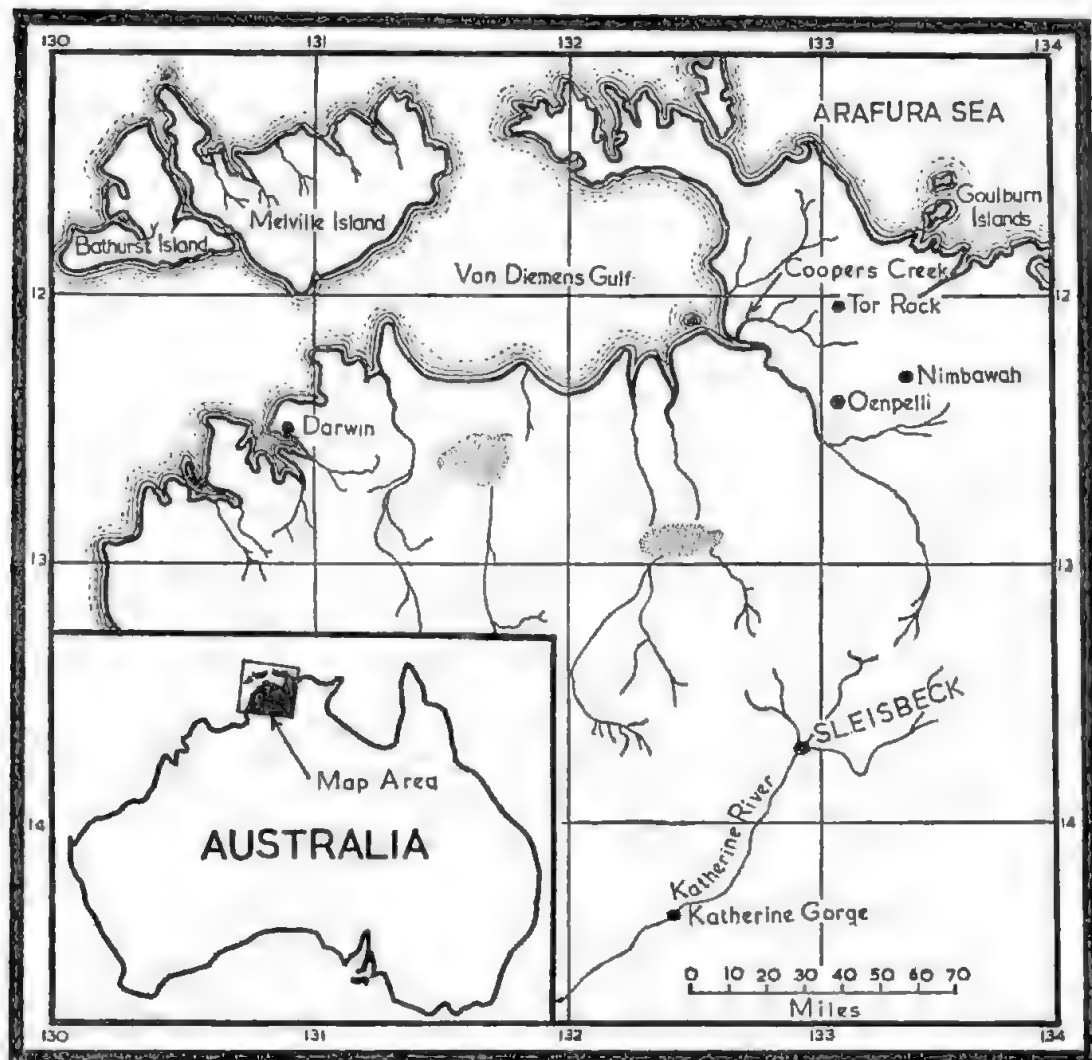 130 131 132 133 134
ARAFURA SEA
Goulburn
Islands
Melville Island
Bathurst Island
Van Diemens Gulf
Coopers Creek
12 12
Tor Rock
Nimbawah
Oenpelli
Darwin
13 13
SLEISBECK
Map Area
14
AUSTRALIA
Katherine River
Katherine Gorge
0 10 20 30 40 50 60 70
Miles
130 131 132 133 134